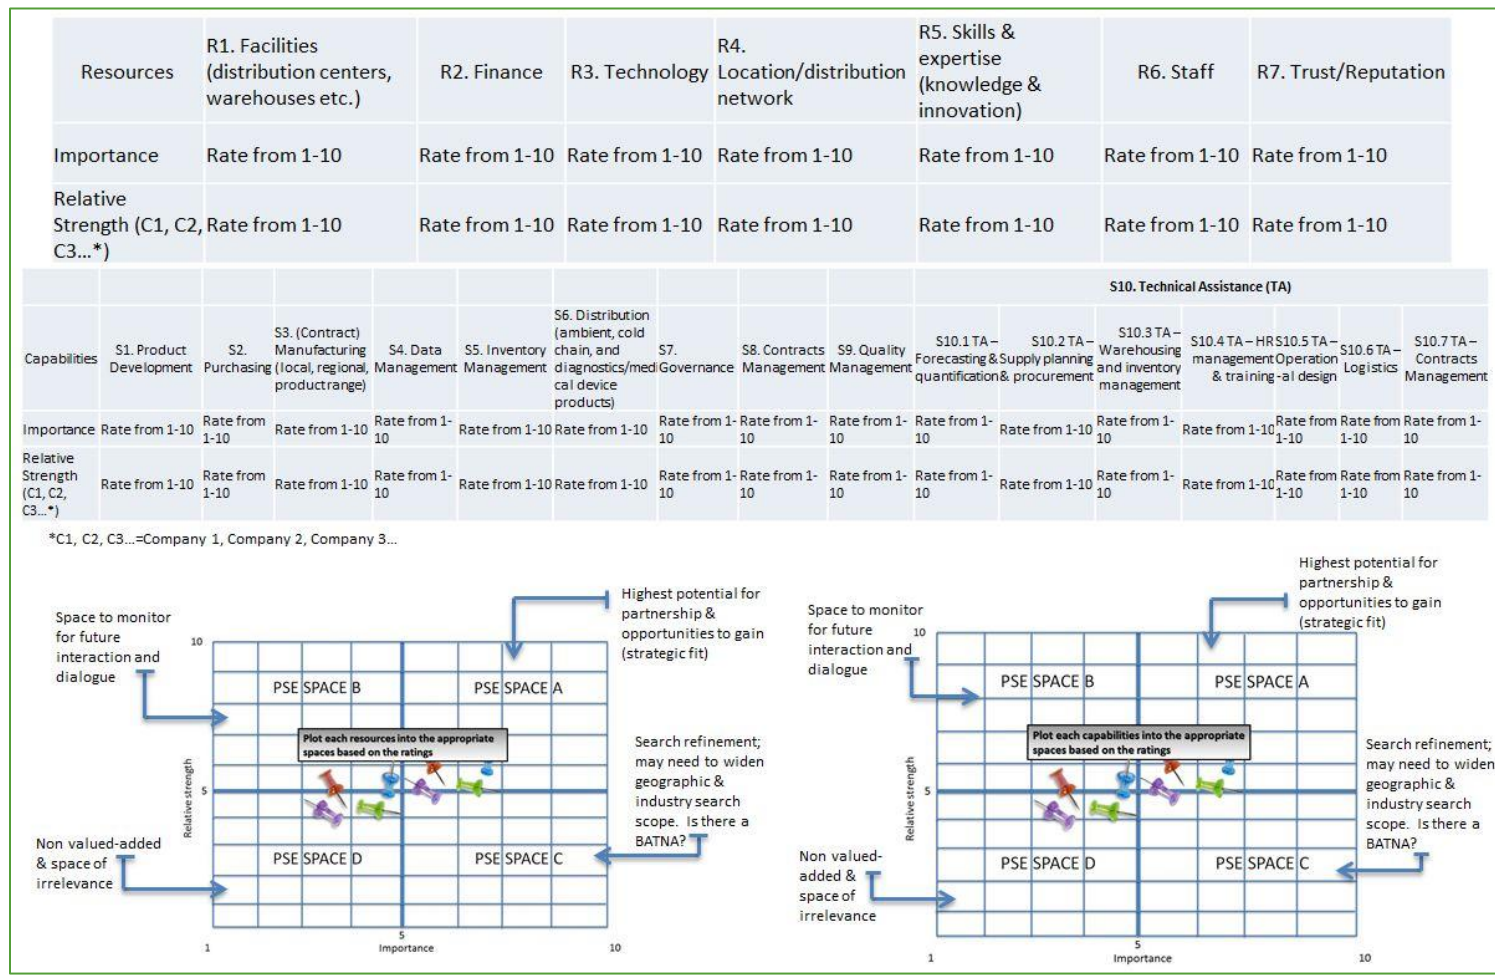 Resources
R1. Facilities
(distribution centers,
warehouses etc.)
R2. Finance
R3. Technology
R4.
Location/distribution
network
R5. Skills &
expertise
(knowledge &
innovation)
R6. Staff
R7. Trust/Reputation
Importance
Rate from 1-10
Rate from 1-10
Rate from 1-10
Rate from 1-10
Rate from 1-10
Rate from 1-10
Rate from 1-10
Relative
Strength (C1, C2,
C3...*)
Rate from 1-10
Rate from 1-10
Rate from 1-10
Rate from 1-10
Rate from 1-10
Rate from 1-10
Rate from 1-10
S10. Technical Assistance (TA)
Capabilities
S1. Product
Development
S2.
Purchasing
S3. (Contract)
Manufacturing
(local, regional,
product range)
S4. Data
Management
S5. Inventory
Management
S6. Distribution
(ambient, cold
chain, and
diagnostics/medi
cal device
products)
S7.
Governance
S8. Contracts
Management
S9. Quality
Management
S10.1 TA –
Forecasting &
quantification
S10.2 TA –
Supply planning
& procurement
S10.3 TA –
Warehousing
and inventory
management
S10.4 TA – HR
management
& training
S10.5 TA –
Operation
-al design
S10.6 TA –
Logistics
S10.7 TA –
Contracts
Management
Importance
Rate from 1-10
Rate from
1-10
Rate from 1-10
Rate from 1-
10
Rate from 1-10
Rate from 1-10
Rate from 1-
10
Rate from 1-
10
Rate from 1-
10
Rate from 1-
10
Rate from 1-10
Rate from 1-
10
Rate from 1-10
Rate from
1-10
Rate from
1-10
Rate from 1-
10
Relative
Strength
(C1, C2,
C3...*)
Rate from 1-10
Rate from
1-10
Rate from 1-10
Rate from 1-
10
Rate from 1-10
Rate from 1-10
Rate from 1-
10
Rate from 1-
10
Rate from 1-
10
Rate from 1-
10
Rate from 1-10
Rate from 1-
10
Rate from 1-10
Rate from
1-10
Rate from
1-10
Rate from 1-
10
*C1, C2, C3...=Company 1, Company 2, Company 3...
Space to monitor
for future
interaction and
dialogue
Highest potential for
partnership &
opportunities to gain
(strategic fit)
10
PSE SPACE B
PSE SPACE A
Plot each resources into the appropriate
spaces based on the ratings
Search refinement;
may need to widen
geographic &
industry search
scope. Is there a
BATNA?
Relative strength
5
Non valued-added
& space of
irrelevance
PSE SPACE D
PSE SPACE C
1
5
Importance
10
Space to monitor
for future
interaction and
dialogue
Highest potential for
partnership &
opportunities to gain
(strategic fit)
10
PSE SPACE B
PSE SPACE A
Plot each capabilities into the appropriate
spaces based on the ratings
Search refinement;
may need to widen
geographic &
industry search
scope. Is there a
BATNA?
Relative strength
5
Non valued-
added &
space of
irrelevance
PSE SPACE D
PSE SPACE C
1
5
Importance
10